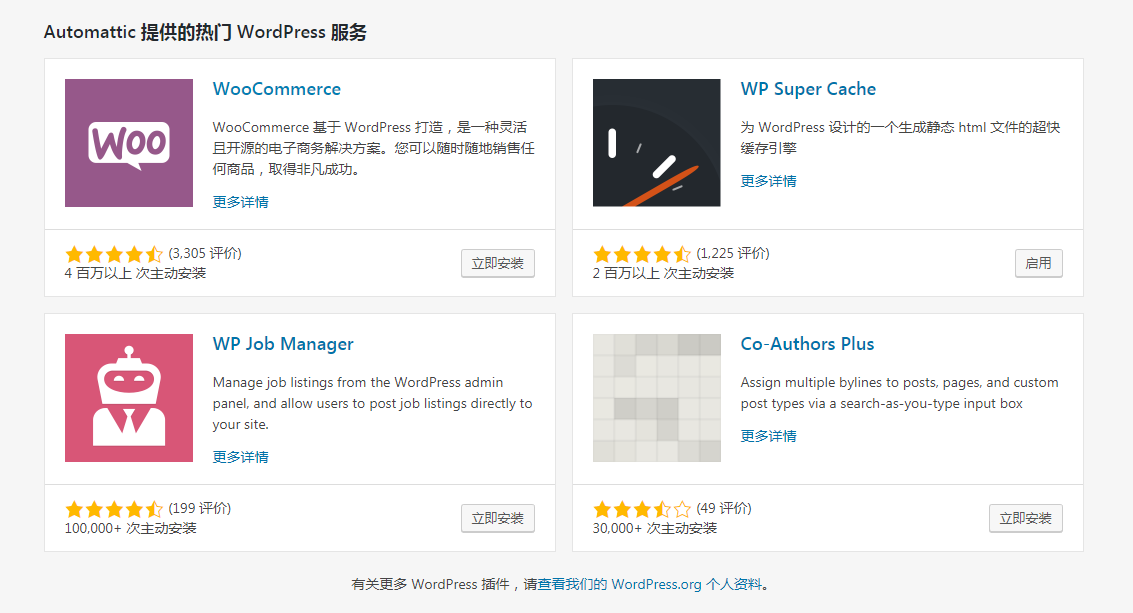 Automattic 提供的热门 WordPress 服务
WOO
WooCommerce
WooCommerce 基于 WordPress 打造，是一种灵活
且开源的电子商务解决方案。您可以随时随地销售任
何商品，取得非凡成功。
更多详情
(3,305 评价)
4 百万以上 次主动安装
立即安装
WP Super Cache
为 WordPress 设计的一个生成静态 html 文件的超快
缓存引擎
更多详情
(1,225 评价)
2 百万以上 次主动安装
启用
WP Job Manager
Manage job listings from the WordPress admin
panel, and allow users to post job listings directly to
your site.
更多详情
(199 评价)
100,000+ 次主动安装
立即安装
Co-Authors Plus
Assign multiple bylines to posts, pages, and custom
post types via a search-as-you-type input box
更多详情
(49 评价)
30,000+ 次主动安装
立即安装
有关更多 WordPress 插件，请查看我们的 WordPress.org 个人资料。